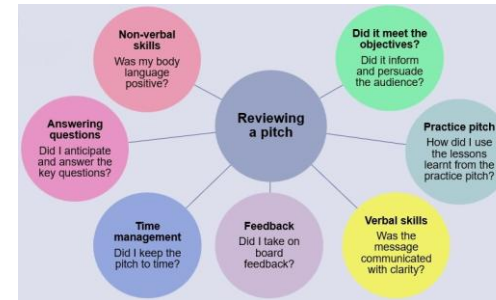 Reviewing
a pitch
Non-verbal
skills
Was my body
language
positive?
Did it meet the
objectives?
Did it inform
and persuade
the audience?
Practice pitch
How did I use
the lessons
learnt from the
practice pitch?
Verbal skills
Was the
message
communicated
with clarity?
Feedback
Did I take on
board
feedback?
Time
management
Did I keep the
pitch to time?
Answering
questions
Did I anticipate
and answer the
key questions?